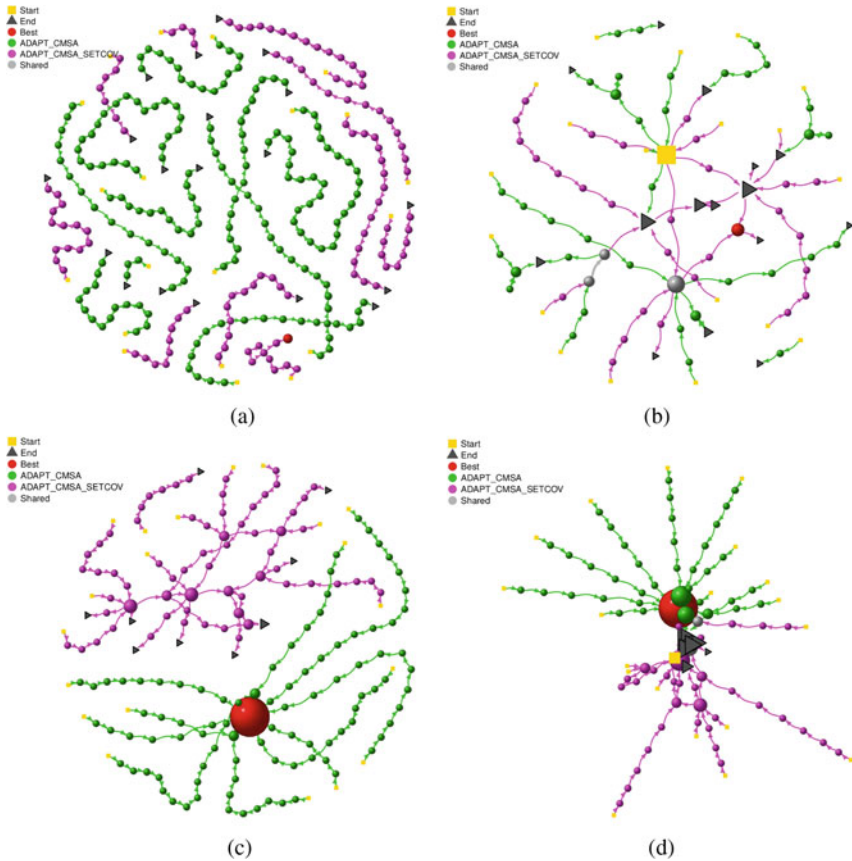 Start
End
Best
ADAPT_CMSA
ADAPT_CMSA_SETCOV
Shared
(a)
Start
End
Best
ADAPT_CMSA
ADAPT_CMSA_SETCOV
Shared
(b)
Start
End
Best
ADAPT_CMSA
ADAPT_CMSA_SETCOV
Shared
(c)
Start
End
Best
ADAPT_CMSA
ADAPT_CMSA_SETCOV
Shared
(d)